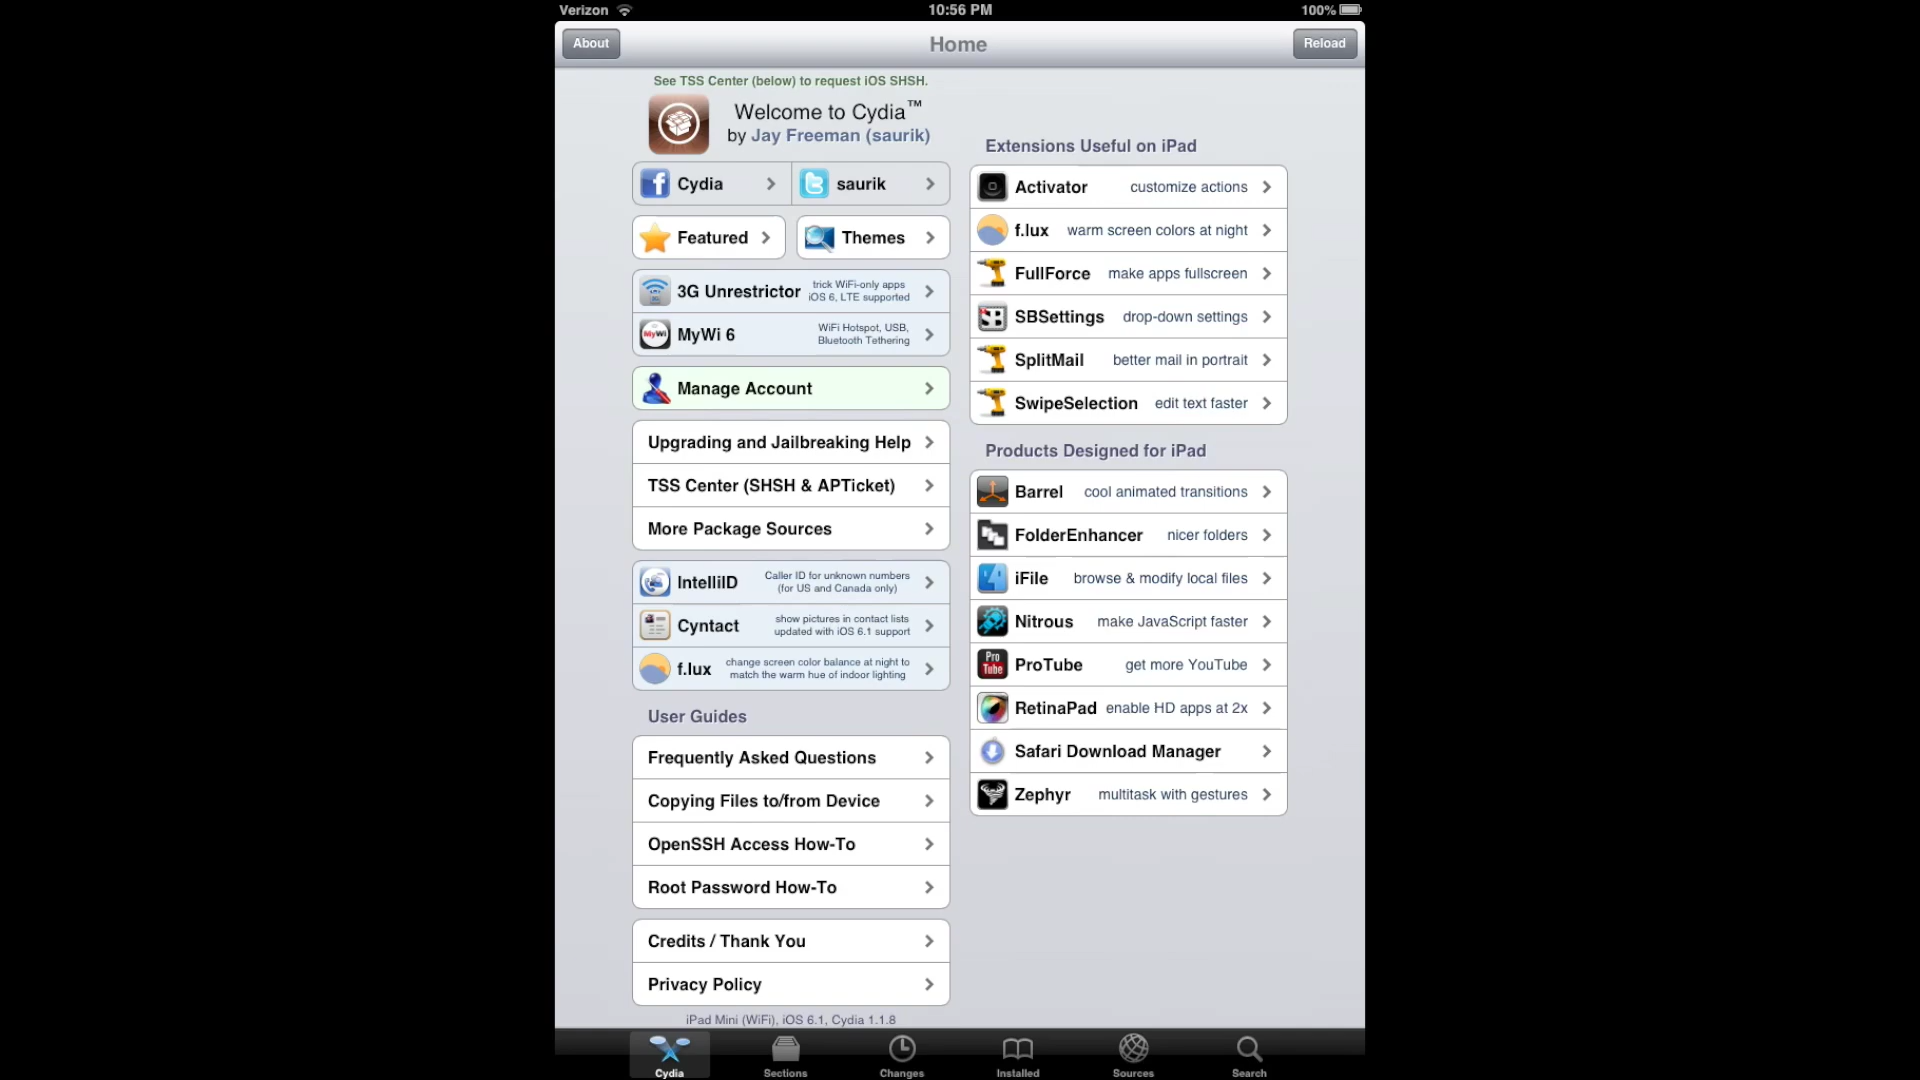 Verizon
10:56 PM
100%
About
Home
Reload
See TSS Center (below) to request iOS SHSH.
Welcome to Cydia™
by Jay Freeman (saurik)
Cydia
saurik
Featured
Themes
3G Unrestrictor
trick WiFi-only apps
iOS 6, LTE supported
MyWi 6
WiFi Hotspot, USB,
Bluetooth Tethering
Manage Account
Upgrading and Jailbreaking Help
TSS Center (SHSH & APTicket)
More Package Sources
IntelliID
Caller ID for unknown numbers
(for US and Canada only)
Cyntact
show pictures in contact lists
updated with iOS 6.1 support
f.lux
change screen color balance at night to
match the warm hue of indoor lighting
User Guides
Frequently Asked Questions
Copying Files to/from Device
OpenSSH Access How-To
Root Password How-To
Credits / Thank You
Privacy Policy
iPad Mini (WiFi), iOS 6.1, Cydia 1.1.8
Extensions Useful on iPad
Activator customize actions
f.lux warm screen colors at night
FullForce make apps fullscreen
SBSettings drop-down settings
SplitMail better mail in portrait
SwipeSelection edit text faster
Products Designed for iPad
Barrel cool animated transitions
FolderEnhancer nicer folders
iFile browse & modify local files
Nitrous make JavaScript faster
Pro
Tube
ProTube get more YouTube
RetinaPad enable HD apps at 2x
Safari Download Manager
Zephyr multitask with gestures
Cydia
Sections
Changes
Installed
Sources
Search